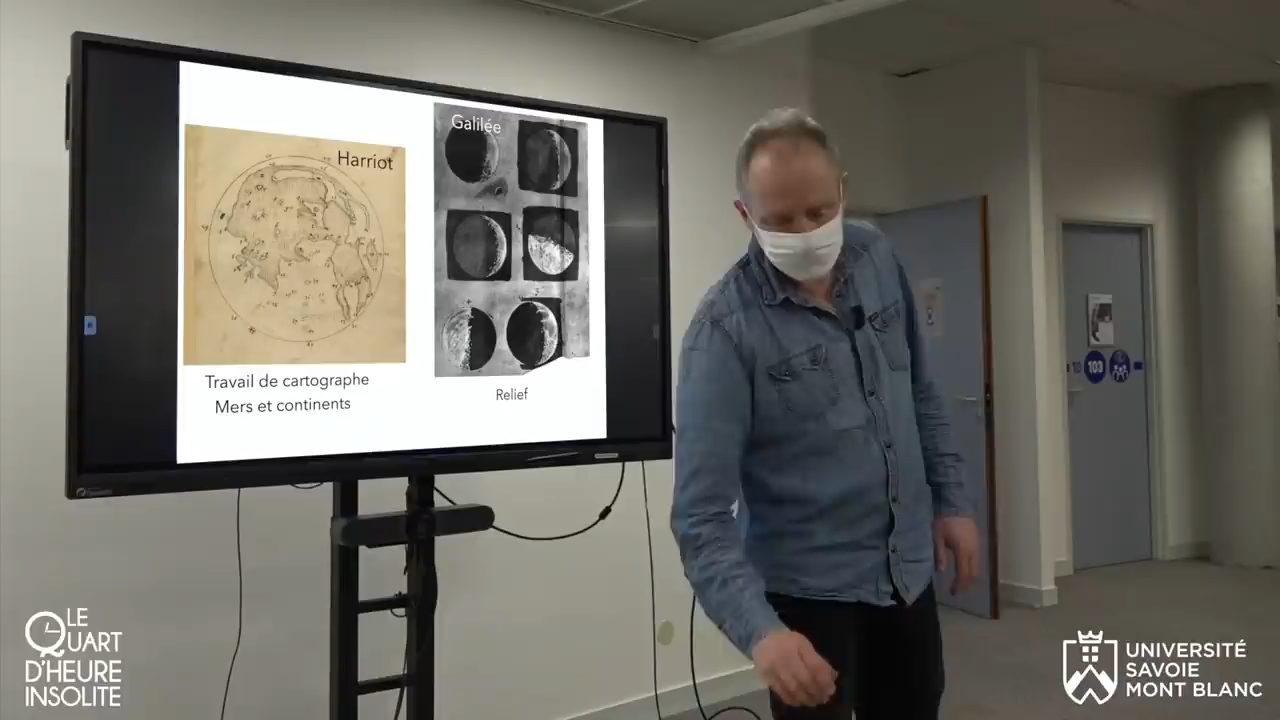 Harriot
Galilée
Travail de cartographe
Mers et continents
Relief
103
LE
QUART
D'HEURE
INSOLITE
UNIVERSITÉ
SAVOIE
MONT BLANC